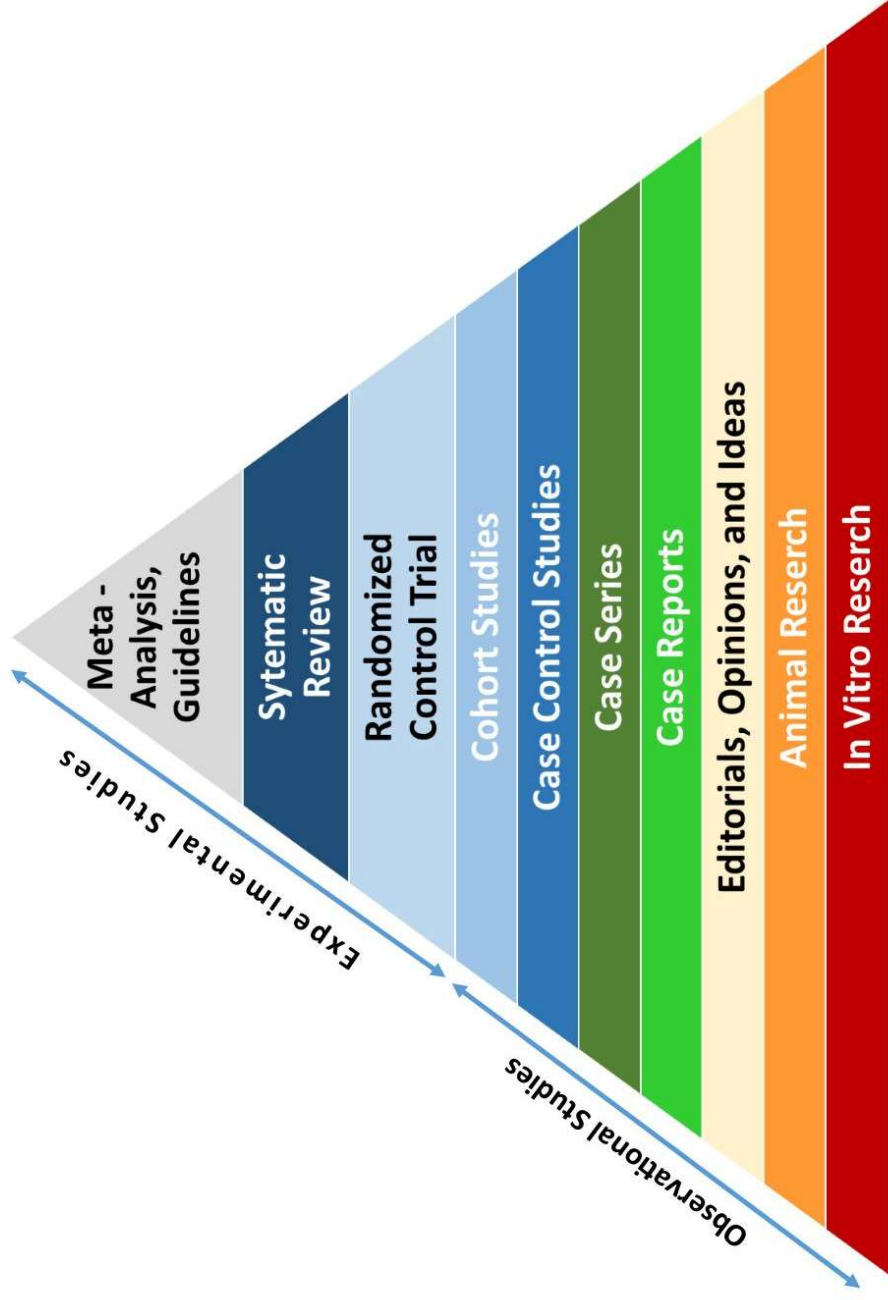 Meta -
Analysis,
Guidelines
Sytematic
Review
Randomized
Control Trial
Cohort Studies
Case Control Studies
Case Series
Case Reports
Editorials, Opinions, and Ideas
Animal Reserch
In Vitro Reserch
Experimental Studies
Observational Studies